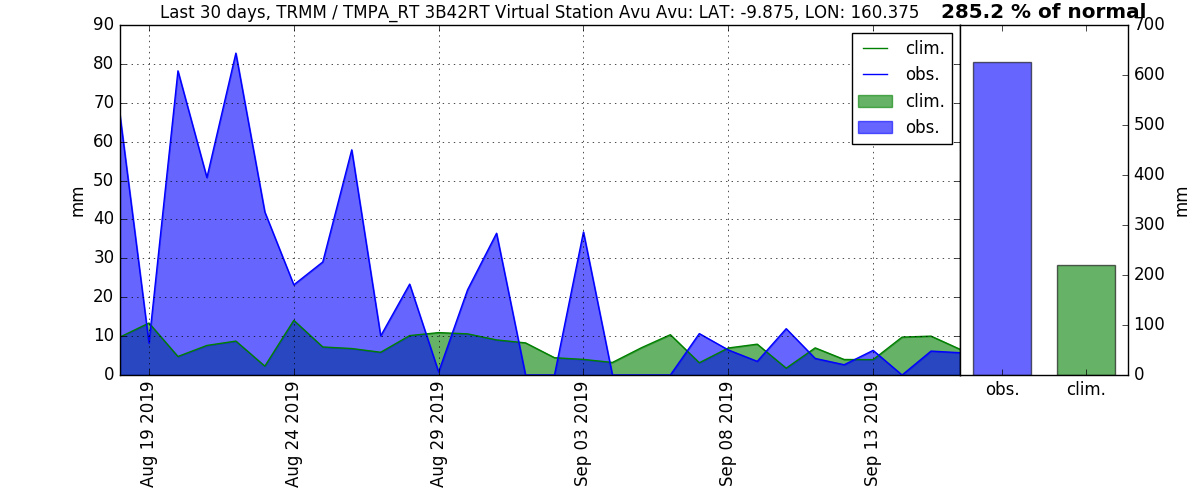 Last 30 days, TRMM / TMPA_RT 3B42RT Virtual Station Avu Avu: LAT: -9.875, LON: 160.375
285.2 % of normal
90
80
70
60
50
40
30
20
10
0
mm
clim.
obs.
clim.
obs.
Aug 19 2019
Aug 24 2019
Aug 29 2019
Sep 03 2019
Sep 08 2019
Sep 13 2019
700
600
500
400
300
200
100
0
mm
obs.
clim.